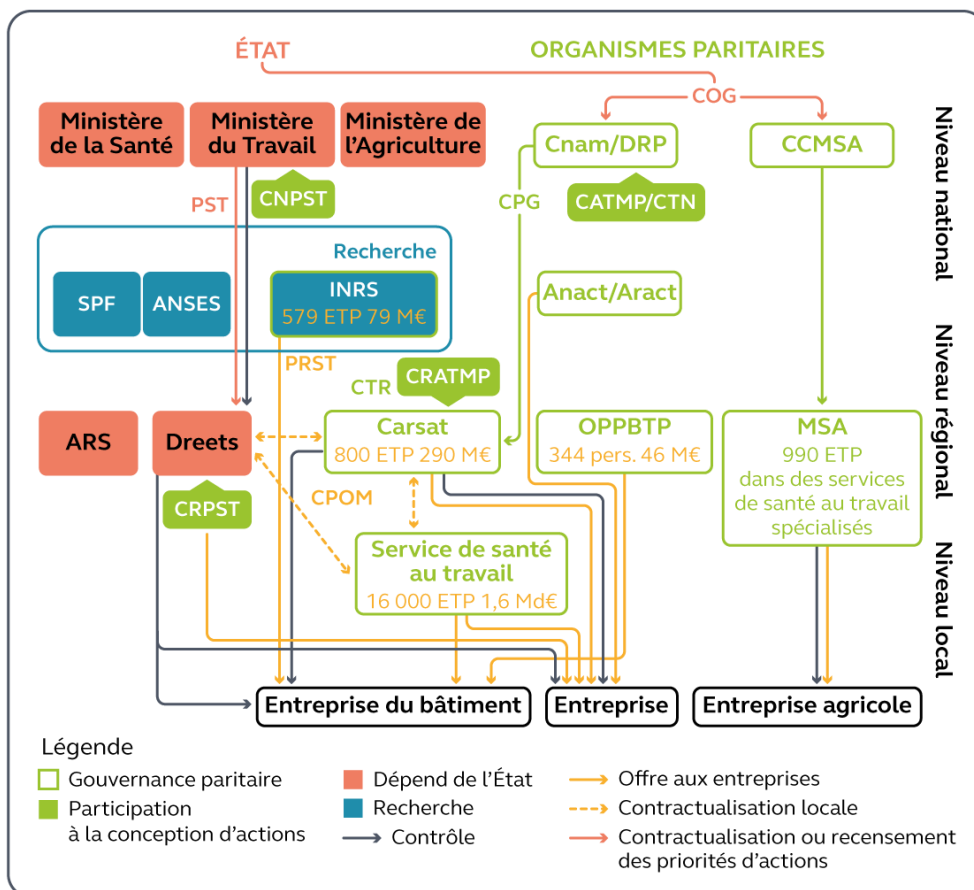 ÉTAT
ORGANISMES PARITAIRES
COG
Ministère
de la Santé
Ministère
du Travail
Ministère de
l'Agriculture
Cnam/DRP
CCMSA
Niveau national
PST
CNPST
CPG
CATMP/CTN
Recherche
SPF
ANSES
INRS
579 ETP 79 M€
Anact/Aract
PRST
CTR
CRATMP
Niveau régional
ARS
Dreets
Carsat
800 ETP 290 M€
OPPBTP
344 pers. 46 M€
MSA
990 ETP
dans des services
de santé au travail
spécialisés
CRPST
CPOM
Service de santé
au travail
16 000 ETP 1,6 Md€
Niveau local
Entreprise du bâtiment
Entreprise
Entreprise agricole
Légende
Gouvernance paritaire
Participation
à la conception d'actions
Dépend de l'État
Recherche
Contrôle
Offre aux entreprises
Contractualisation locale
Contractualisation ou recensement
des priorités d'actions